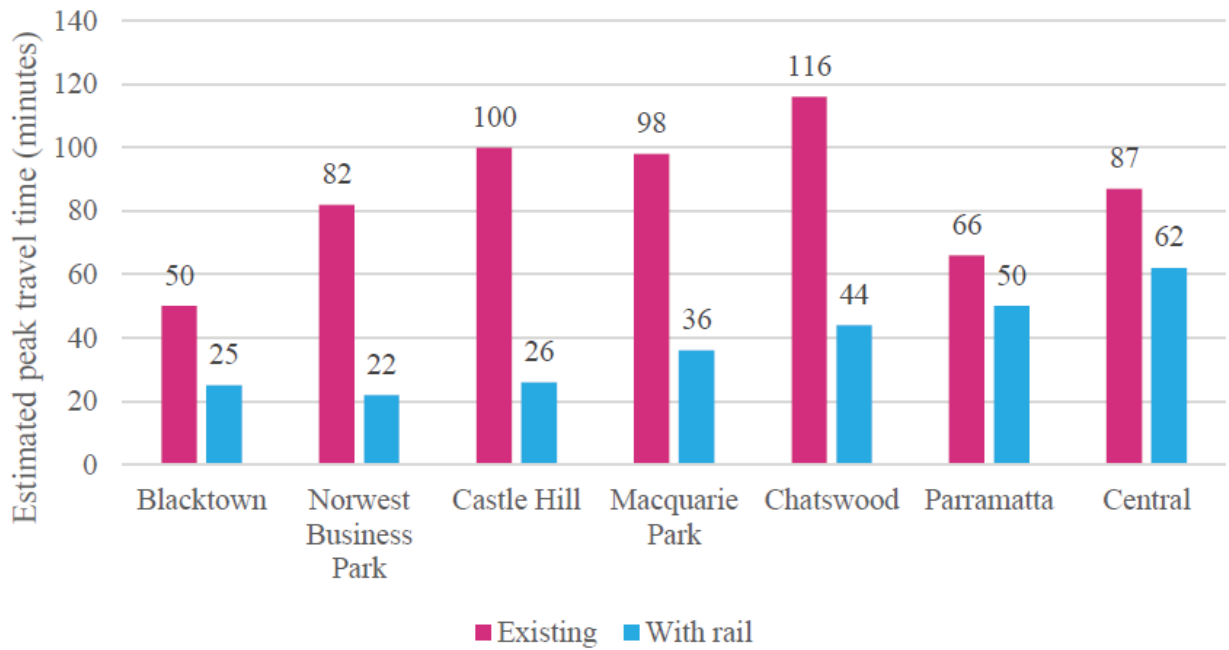 Estimated peak travel time (minutes)
140
120
100
80
60
40
20
0
50
25
82
22
100
26
98
36
116
44
66
50
87
62
Blacktown
Norwest
Business
Park
Castle Hill
Macquarie
Park
Chatswood
Parramatta
Central
Existing
With rail